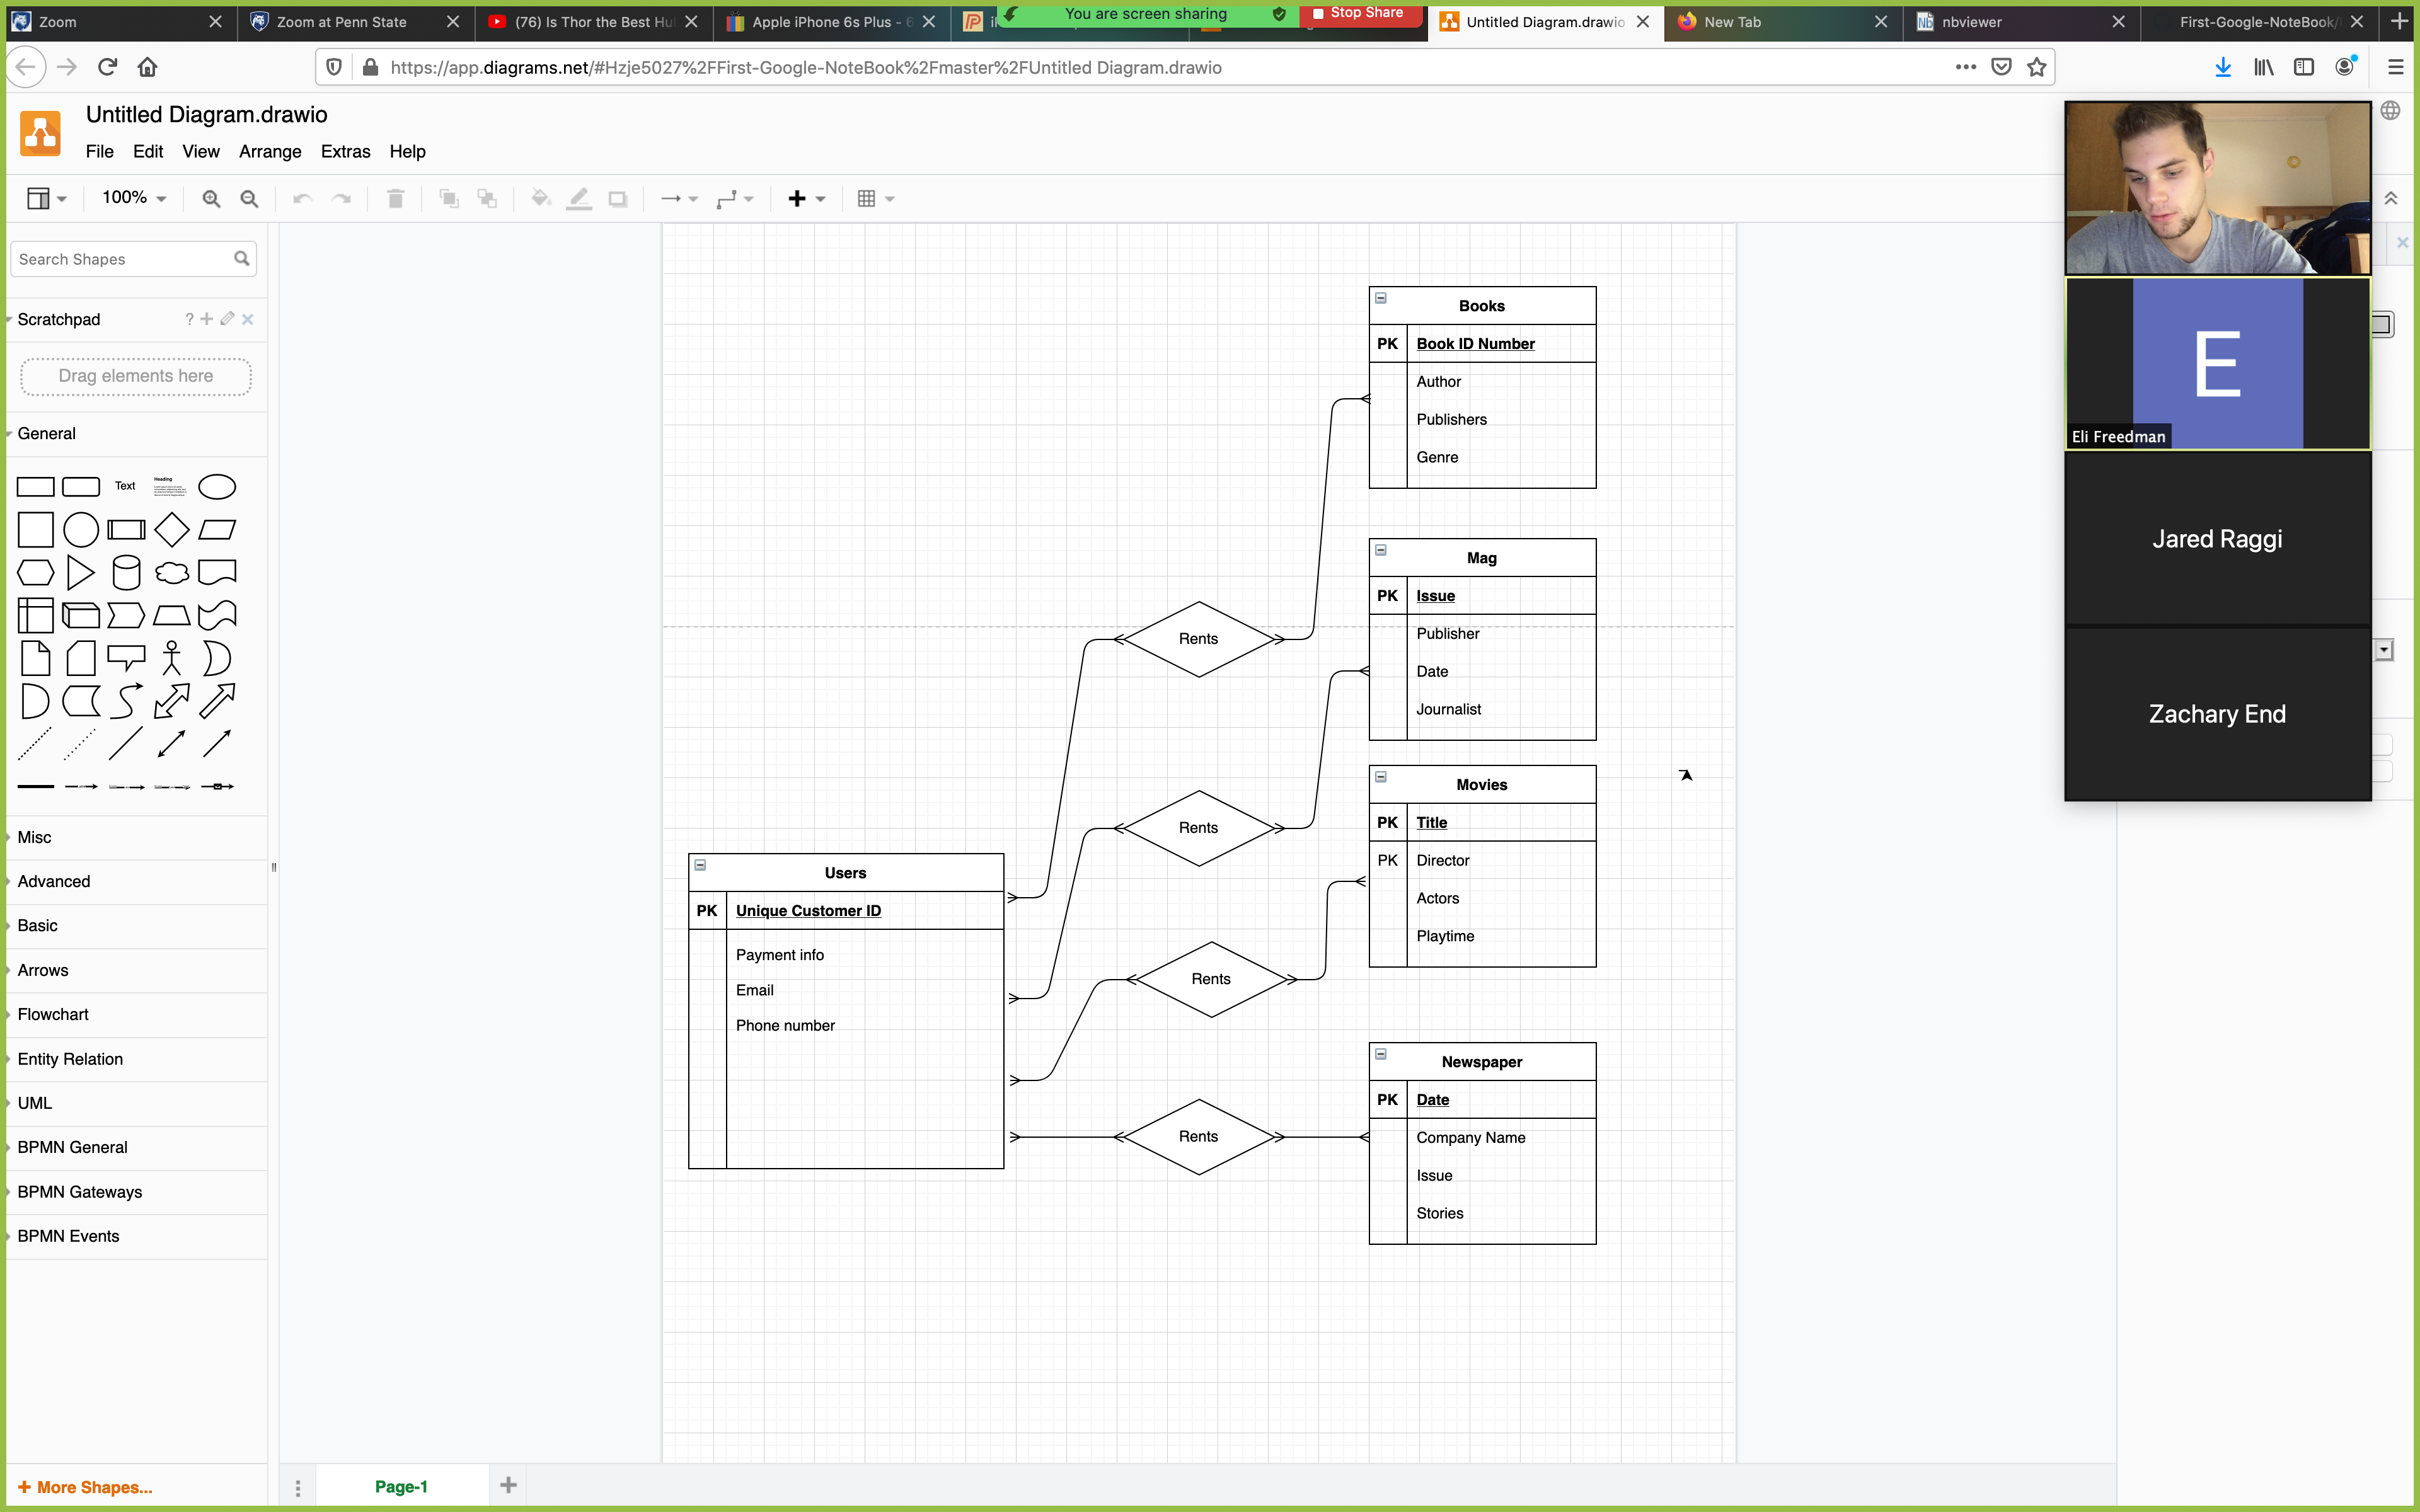 Zoom
Zoom at Penn State
(76) Is Thor the Best Hu
Apple iPhone 6s Plus - 6
You are screen sharing
Stop Share
Untitled Diagram.drawio
New Tab
nbviewer
First-Google-NoteBook/
https://app.diagrams.net/#Hzje5027%2FFirst-Google-NoteBook%2Fmaster%2FUntitled Diagram.drawio
Untitled Diagram.drawio
File Edit View Arrange Extras Help
100%
Search Shapes
Scratchpad
?
Drag elements here
General
Text
Heading
Misc
Advanced
Basic
Arrows
Flowchart
Entity Relation
UML
BPMN General
BPMN Gateways
BPMN Events
+ More Shapes...
Books
PK Book ID Number
Author
Publishers
Genre
Mag
PK Issue
Publisher
Date
Journalist
Rents
Movies
PK Title
PK Director
Actors
Playtime
Rents
Users
PK Unique Customer ID
Payment info
Email
Phone number
Rents
Newspaper
PK Date
Company Name
Issue
Stories
Rents
E
Eli Freedman
Jared Raggi
Zachary End
Page-1